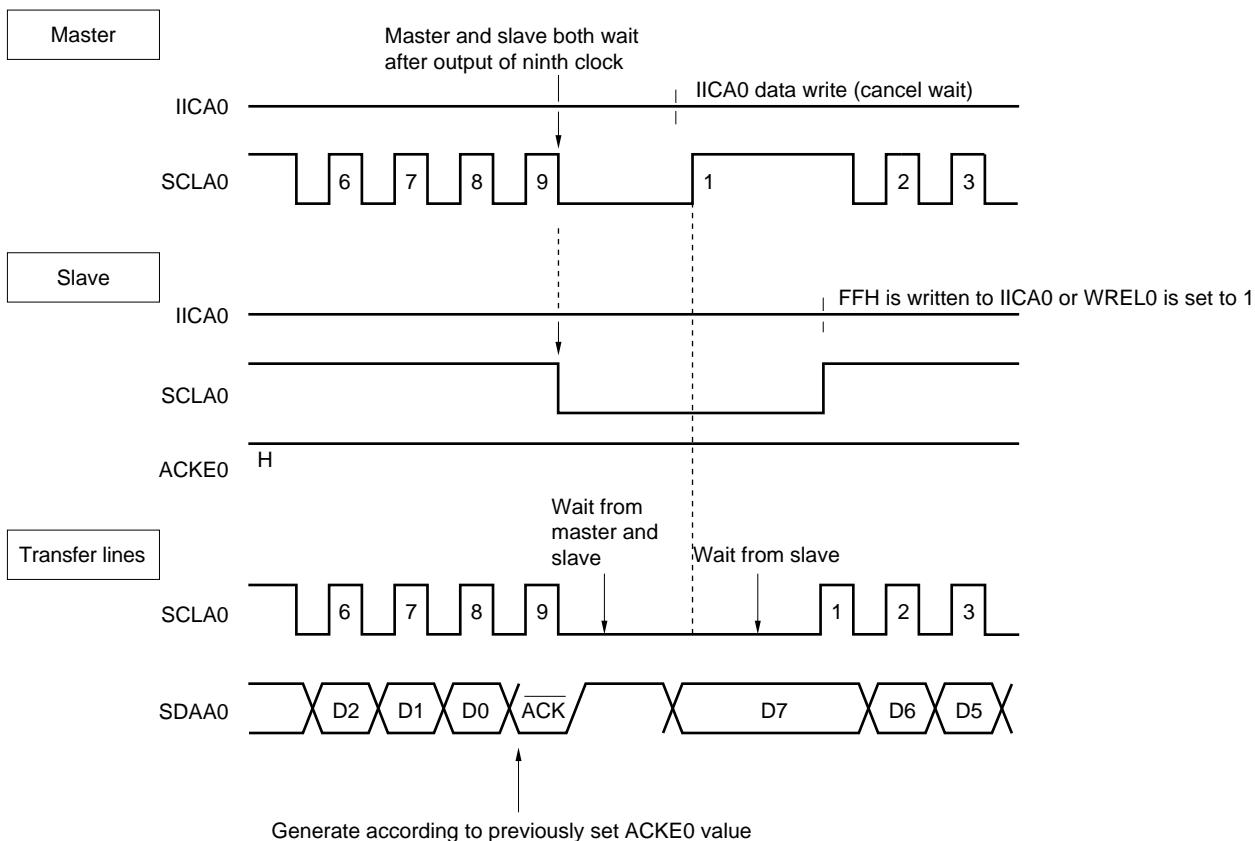 Master
Master and slave both wait
after output of ninth clock
IICA0
IICA0 data write (cancel wait)
SCLA0
6 7 8 9 1 2 3
Slave
IICA0
FFH is written to IICA0 or WREL0 is set to 1
SCLA0
ACKE0
H
Transfer lines
Wait from
master and
slave
Wait from slave
SCLA0
6 7 8 9 1 2 3
SDAA0
D2 D1 D0 ACK D7 D6 D5
Generate according to previously set ACKE0 value